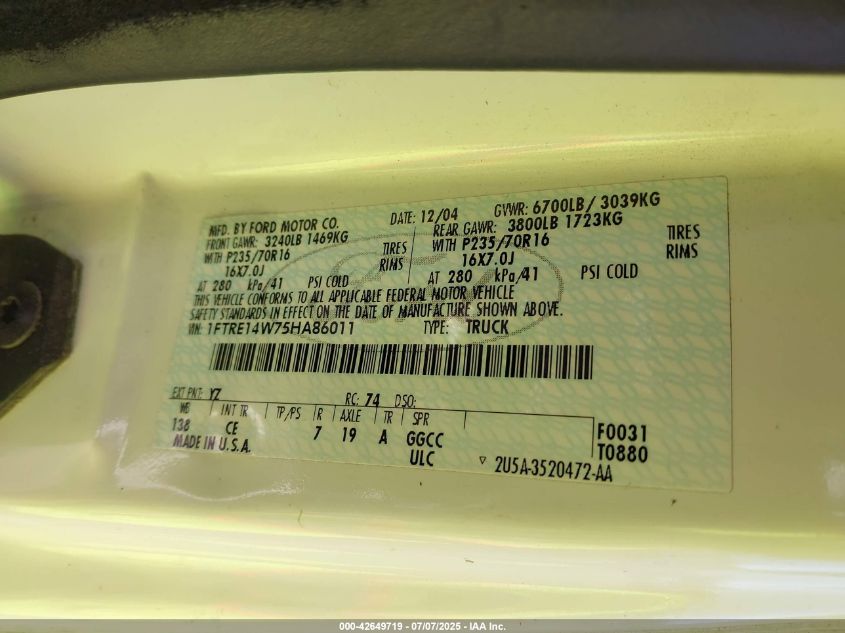 MFD. BY FORD MOTOR CO. DATE: 12/04 GVWR: 6700LB/ 3039KG
FRONT GAWR: 3240LB 1469KG REAR GAWR: 3800LB 1723KG
WITH P235/70R16 TIRES WITH P235/70R16 TIRES
16X7.0J RIMS 16X7.0J RIMS
AT 280 kPa/41 PSI COLD AT 280 kPa/41 PSI COLD
THIS VEHICLE CONFORMS TO ALL APPLICABLE FEDERAL MOTOR VEHICLE
SAFETY STANDARDS IN EFFECT ON THE DATE OF MANUFACTURE SHOWN ABOVE.
VIN: 1FTRE14W75HA86011 TYPE: TRUCK
EXT PNT: YZ RC: 74 DSO:
WB INT TR TP/PS R AXLE TR SPR
138 CE 7 19 A GGCC F0031
MADE IN U.S.A. ULC T0880
▽ 2U5A-3520472-AA
000-42649719 - 07/07/2025 - IAA Inc.